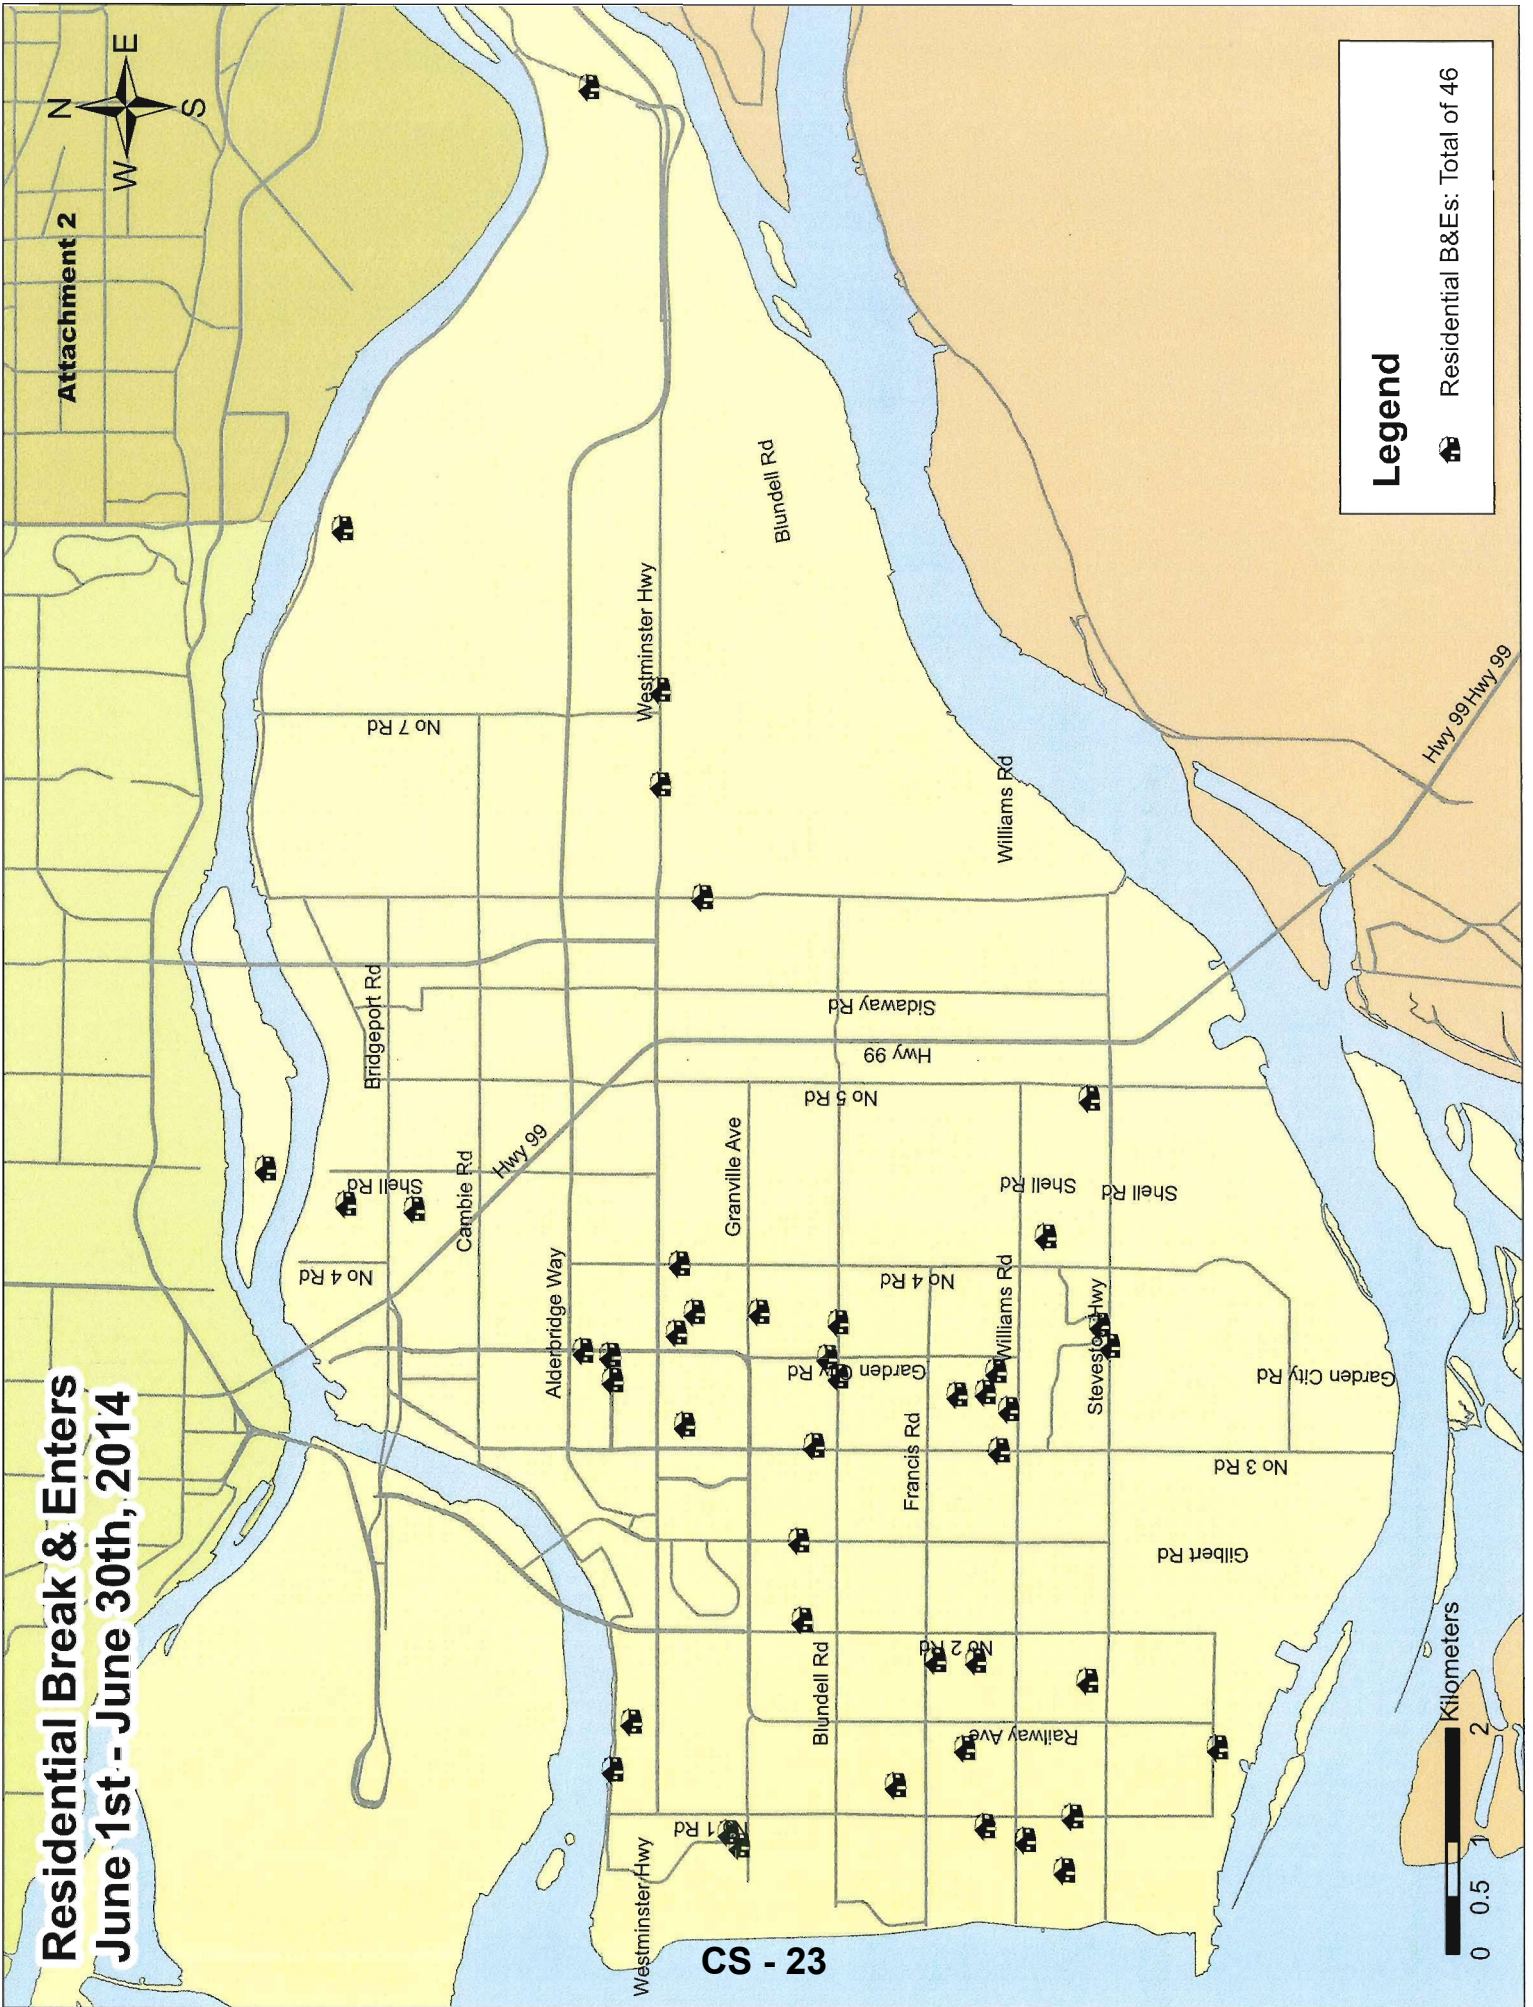 Residential Break & Enters
June 1st - June 30th, 2014
Attachment 2
N
W
E
S
Bridgeport Rd
Cambie Rd
Hwy 99
Shell Rd
No 4 Rd
No 7 Rd
Alderbridge Way
Westminster Hwy
Westminster Hwy
Granville Ave
Blundell Rd
Blundell Rd
No 1 Rd
No 5 Rd
Hwy 99
Sidaway Rd
Garden City Rd
No 4 Rd
Francis Rd
Williams Rd
Williams Rd
No 2 Rd
Railway Ave
Shell Rd
Shell Rd
Steveston Hwy
Gilbert Rd
No 3 Rd
Garden City Rd
Hwy 99
Hwy 99
Kilometers
0 0.5 1 2
Legend
Residential B&Es: Total of 46
CS - 23